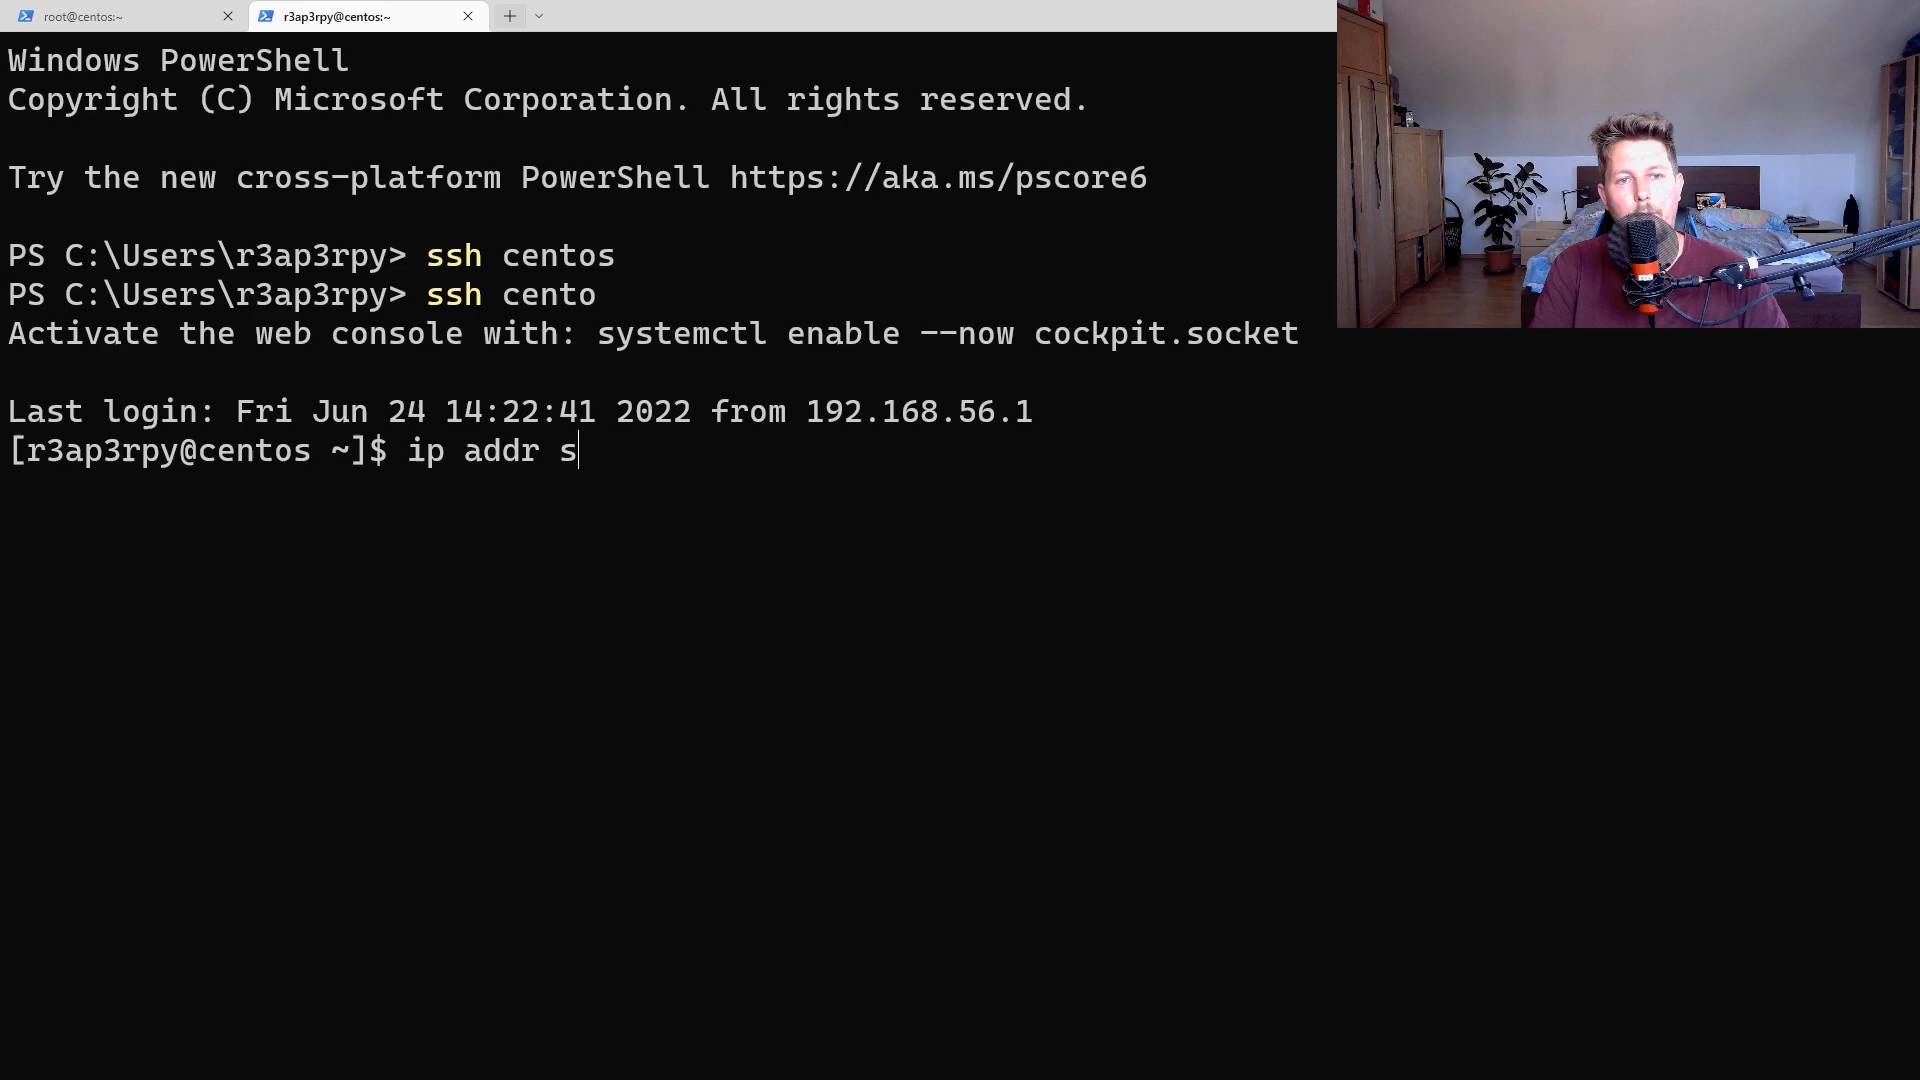 root@centos:~
r3ap3rpy@centos:~
Windows PowerShell
Copyright (C) Microsoft Corporation. All rights reserved.
Try the new cross-platform PowerShell https://aka.ms/pscore6
PS C:\Users\r3ap3rpy> ssh centos
PS C:\Users\r3ap3rpy> ssh cento
Activate the web console with: systemctl enable --now cockpit.socket
Last login: Fri Jun 24 14:22:41 2022 from 192.168.56.1
[r3ap3rpy@centos ~]$ ip addr s